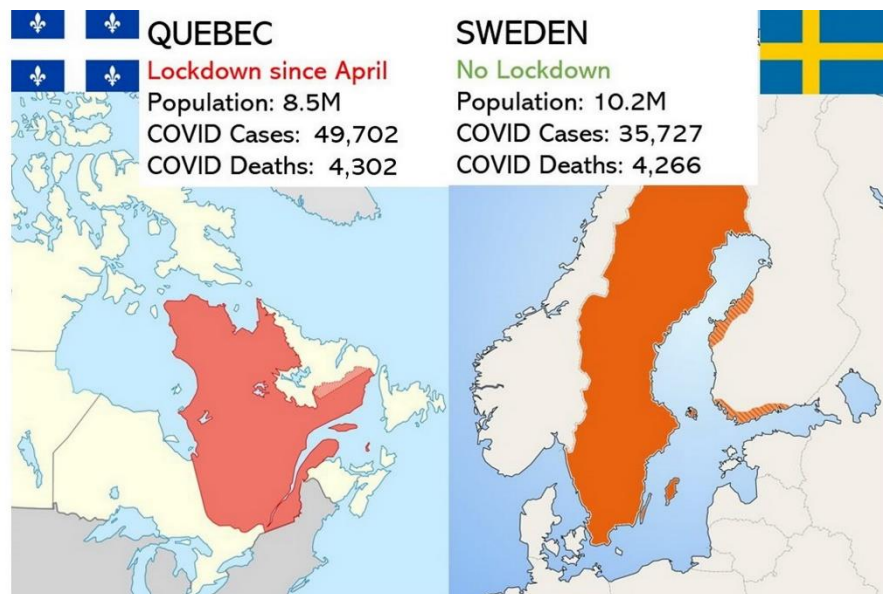 QUEBEC
Lockdown since April
Population: 8.5M
COVID Cases: 49,702
COVID Deaths: 4,302
SWEDEN
No Lockdown
Population: 10.2M
COVID Cases: 35,727
COVID Deaths: 4,266